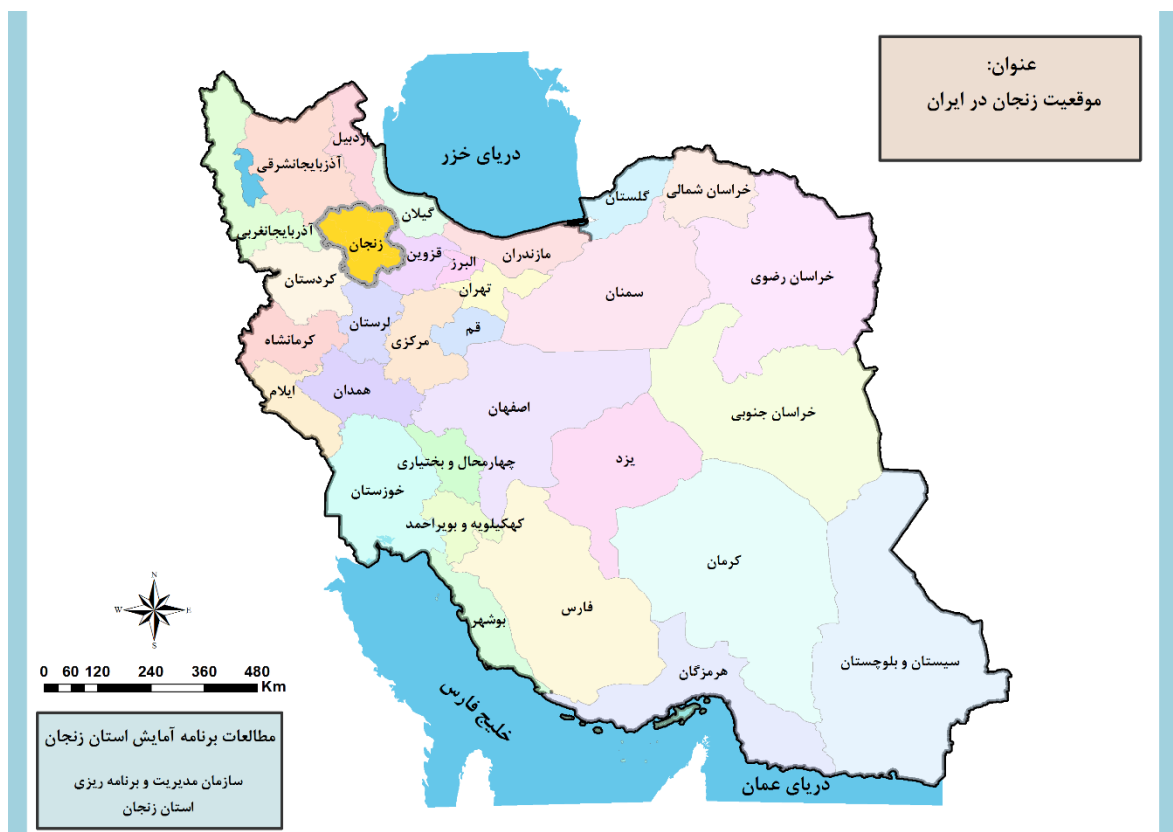 عنوان:
موقعیت زنجان در ایران
دریای خزر
اردبیل
آذزبایجانشرقی
گیلان
گلستان
خراسان شمالی
آذربایجانغربی
زنجان
قزوین
البرز
مازندران
خراسان رضوی
کردستان
تهران
سمنان
لرستان
مرکزی
قم
کرمانشاه
ایلام
همدان
اصفهان
خراسان جنوبی
چهارمحال و بختیاری
یزد
خوزستان
کهکیلویه و بویراحمد
کرمان
فارس
بوشهر
هرمزگان
سیستان و بلوچستان
خلیج فارس
دریای عمان
N
W E
S
0 60 120 240 360 480
Km
مطالعات برنامه آمایش استان زنجان
سازمان مدیریت و برنامه ریزی
استان زنجان